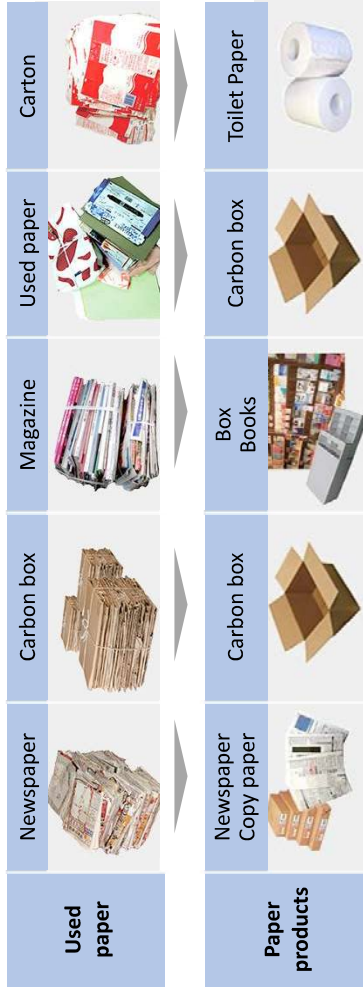 Used
paper
Newspaper
Carbon box
Magazine
Used paper
Carton
Paper
products
Newspaper
Copy paper
Carbon box
Box
Books
Carbon box
Toilet Paper